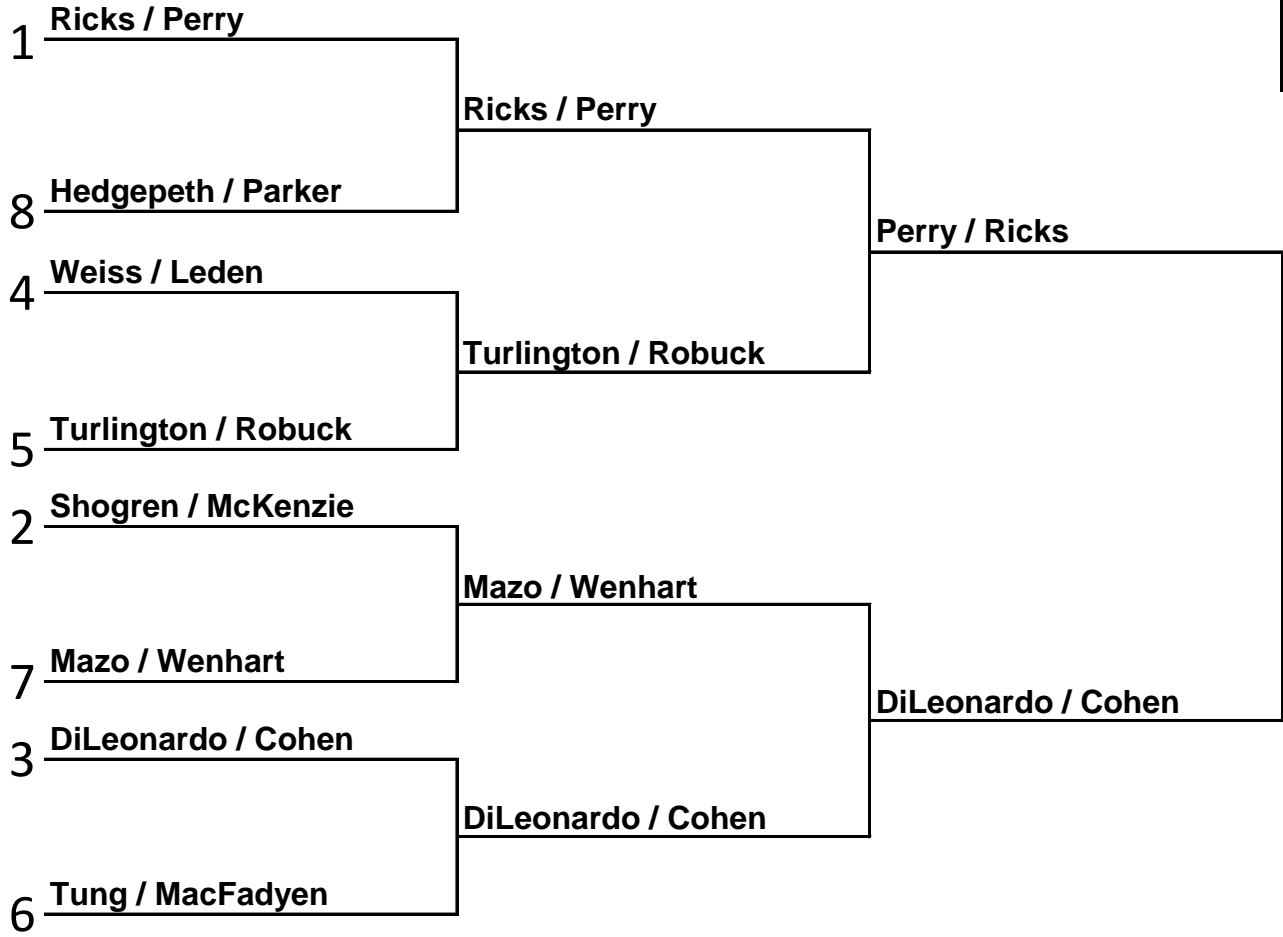 Ricks / Perry
1
Ricks / Perry
Hedgepeth / Parker
8
Perry / Ricks
Weiss / Leden
4
Turlington / Robuck
Turlington / Robuck
5
Shogren / McKenzie
2
Mazo / Wenhart
Mazo / Wenhart
7
DiLeonardo / Cohen
DiLeonardo / Cohen
3
DiLeonardo / Cohen
Tung / MacFadyen
6